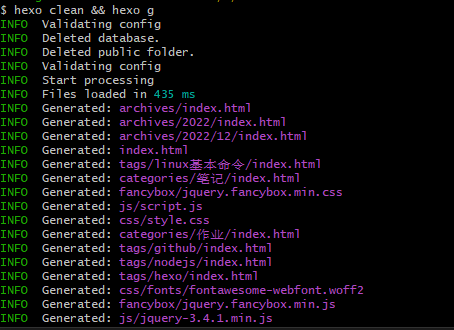 $ hexo clean && hexo g
INFO  Validating config
INFO  Deleted database.
INFO  Deleted public folder.
INFO  Validating config
INFO  Start processing
INFO  Files loaded in 435 ms
INFO  Generated: archives/index.html
INFO  Generated: archives/2022/index.html
INFO  Generated: archives/2022/12/index.html
INFO  Generated: index.html
INFO  Generated: tags/linux基本命令/index.html
INFO  Generated: categories/笔记/index.html
INFO  Generated: fancybox/jquery.fancybox.min.css
INFO  Generated: js/script.js
INFO  Generated: css/style.css
INFO  Generated: categories/作业/index.html
INFO  Generated: tags/github/index.html
INFO  Generated: tags/nodejs/index.html
INFO  Generated: tags/hexo/index.html
INFO  Generated: css/fonts/fontawesome-webfont.woff2
INFO  Generated: fancybox/jquery.fancybox.min.js
INFO  Generated: js/jquery-3.4.1.min.js